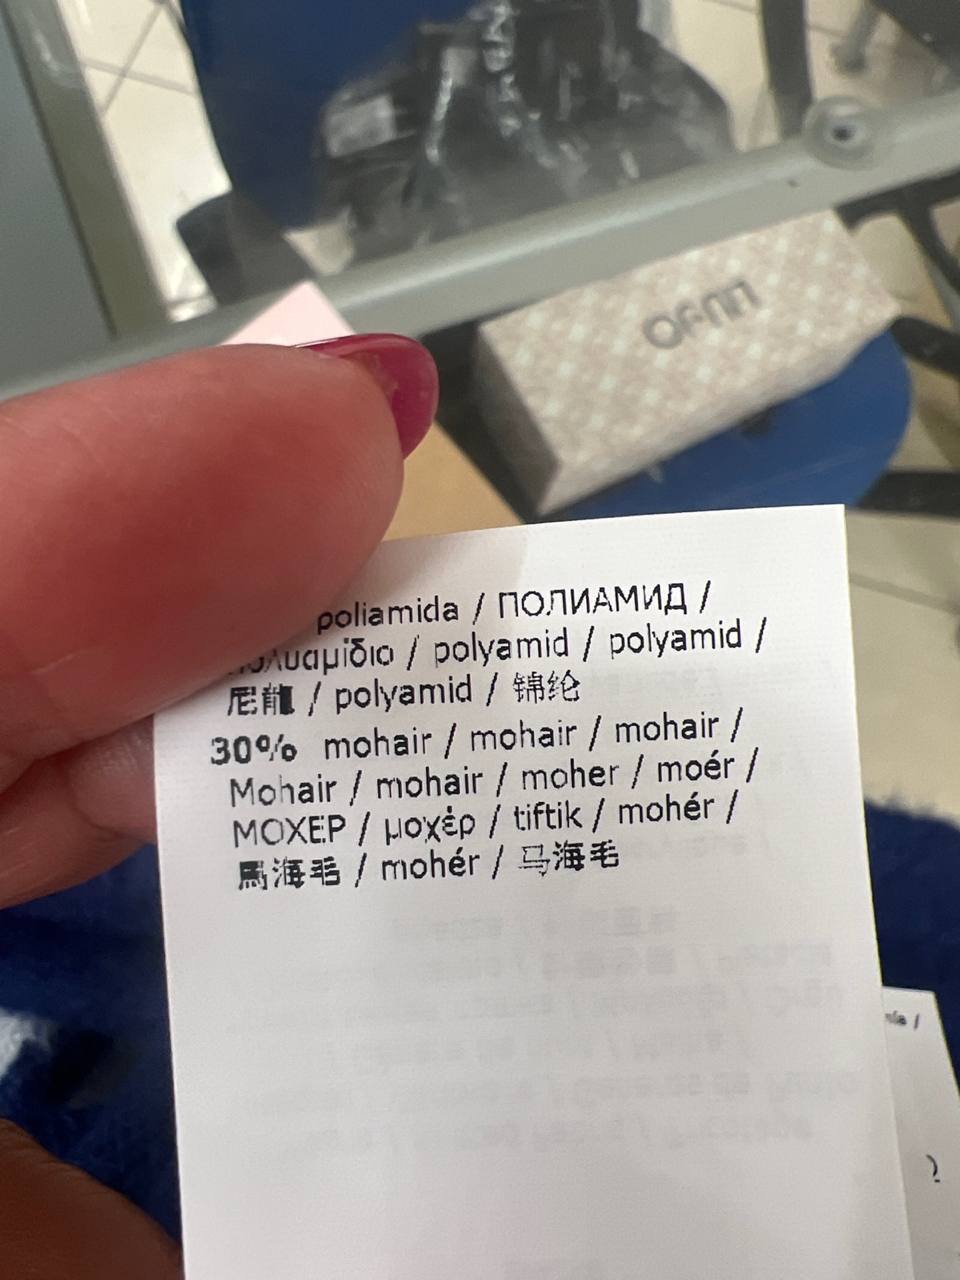 poliamida / ПОЛИАМИД /
/ polyamid / polyamid /
尼龍 / polyamid / 锦纶
30% mohair / mohair / mohair /
Mohair / mohair / moher / moér /
МОХЕР / μοχέρ / tiftik / mohér /
馬海毛 / mohér / 马海毛